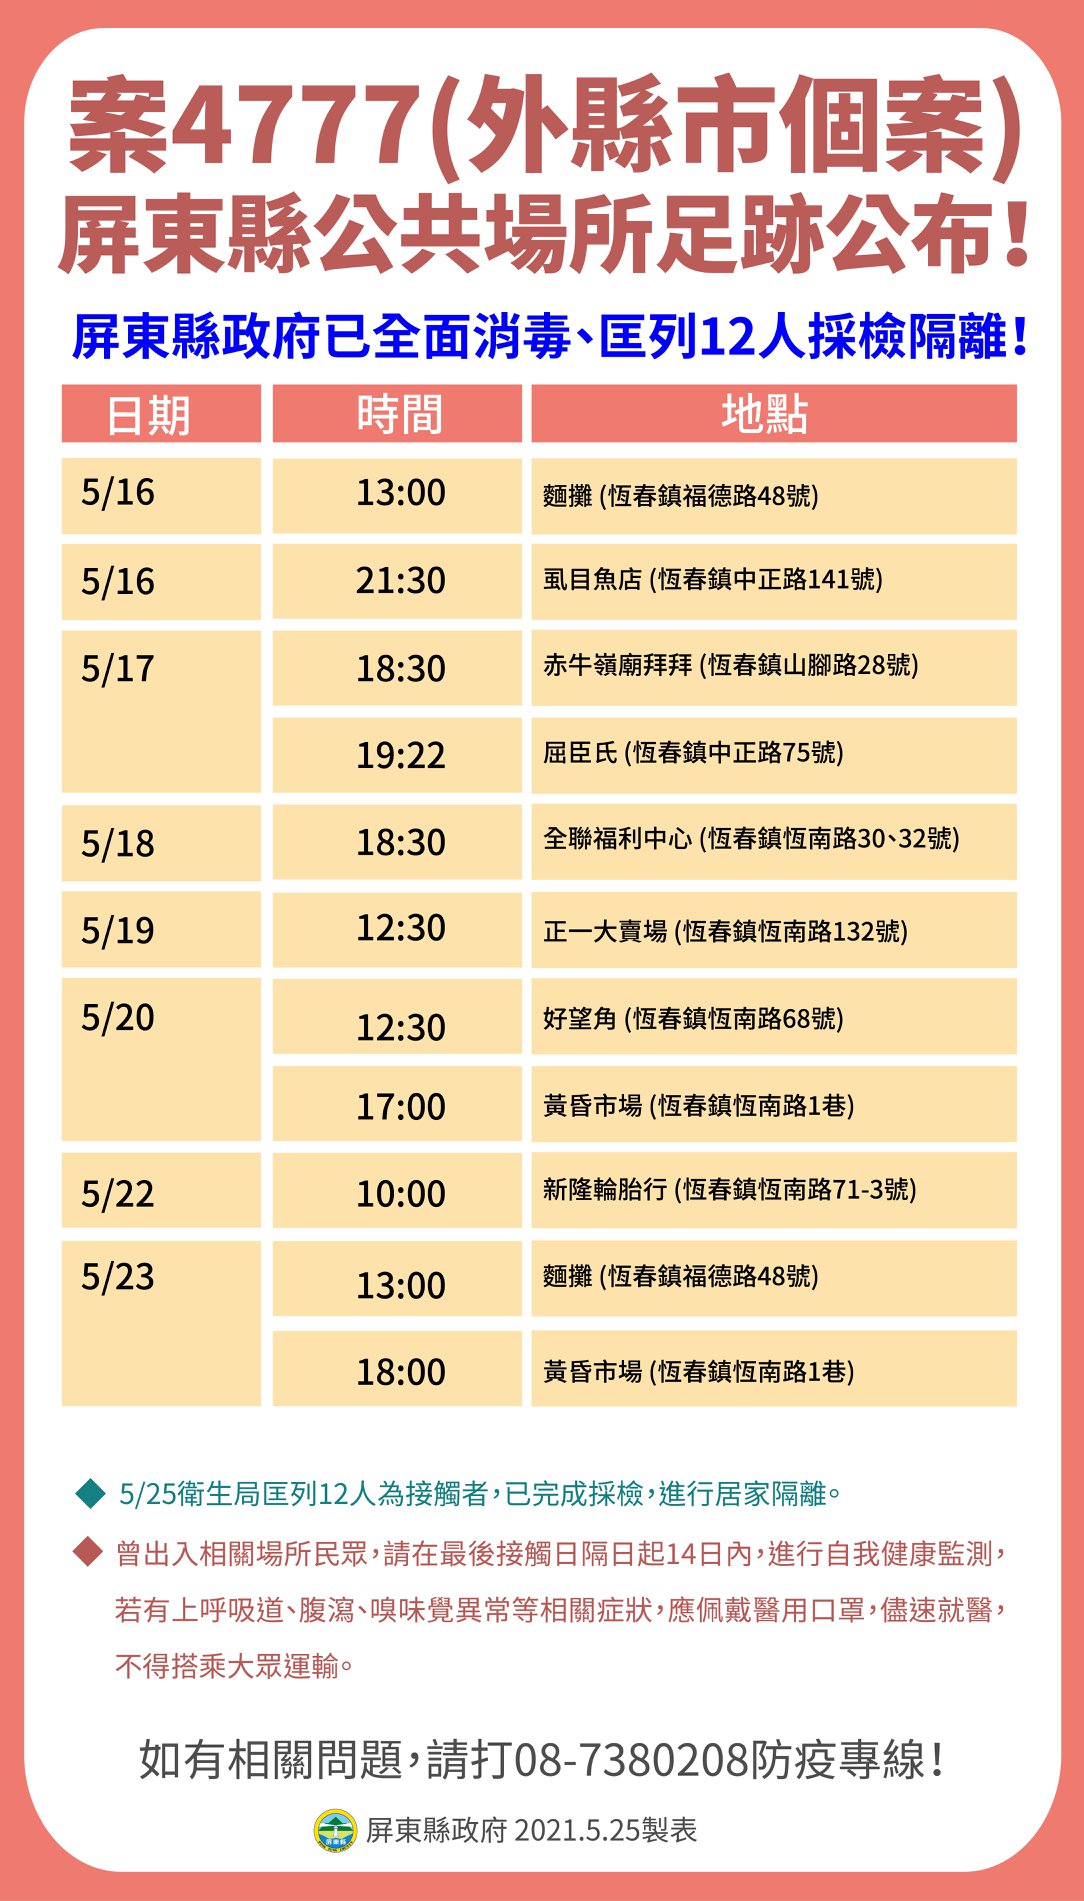 案4777(外縣市個案)
屏東縣公共場所足跡公布！
屏東縣政府已全面消毒、匡列12人採檢隔離！
日期 時間 地點
5/16 13:00 麵攤 (恆春鎮福德路48號)
5/16 21:30 虱目魚店 (恆春鎮中正路141號)
5/17 18:30 赤牛嶺廟拜拜 (恆春鎮山腳路28號)
19:22 屈臣氏 (恆春鎮中正路75號)
5/18 18:30 全聯福利中心 (恆春鎮恆南路30、32號)
5/19 12:30 正一大賣場 (恆春鎮恆南路132號)
5/20 12:30 好望角 (恆春鎮恆南路68號)
17:00 黃昏市場 (恆春鎮恆南路1巷)
5/22 10:00 新隆輪胎行 (恆春鎮恆南路71-3號)
5/23 13:00 麵攤 (恆春鎮福德路48號)
18:00 黃昏市場 (恆春鎮恆南路1巷)
5/25衛生局匡列12人為接觸者，已完成採檢，進行居家隔離。
曾出入相關場所民眾，請在最後接觸日隔日起14日內，進行自我健康監測，
若有上呼吸道、腹瀉、嗅味覺異常等相關症狀，應佩戴醫用口罩，儘速就醫，
不得搭乘大眾運輸。
如有相關問題，請打08-7380208防疫專線！
屏東縣政府 2021.5.25製表